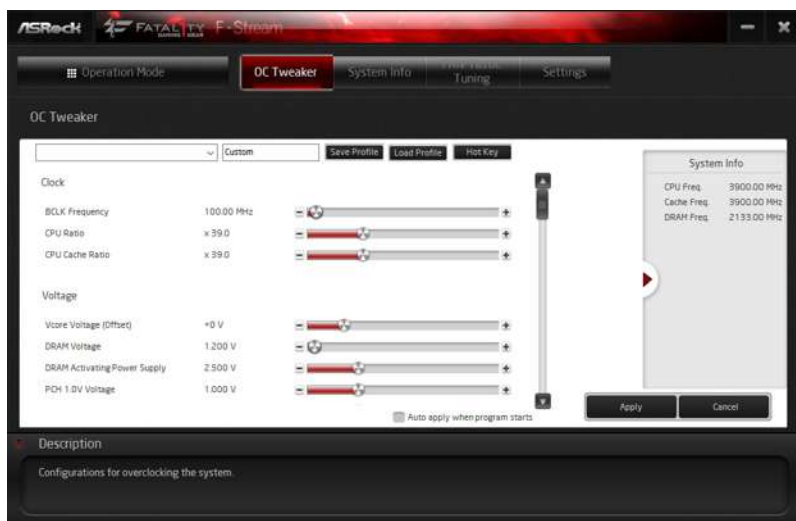 ASRock FATAL1TY GAMING GEAR F-Stream
Operation Mode
OC Tweaker
System Info
Tuning
Settings
OC Tweaker
Custom
Save Profile
Load Profile
Hot Key
Clock
BCLK Frequency 100.00 MHz
CPU Ratio x 39.0
CPU Cache Ratio x 39.0
Voltage
Vcore Voltage (Offset) +0 V
DRAM Voltage 1.200 V
DRAM Activating Power Supply 2.500 V
PCH 1.0V Voltage 1.000 V
Auto apply when program starts
System Info
CPU Freq. 3900.00 MHz
Cache Freq. 3900.00 MHz
DRAM Freq. 2133.00 MHz
Apply
Cancel
Description
Configurations for overclocking the system.